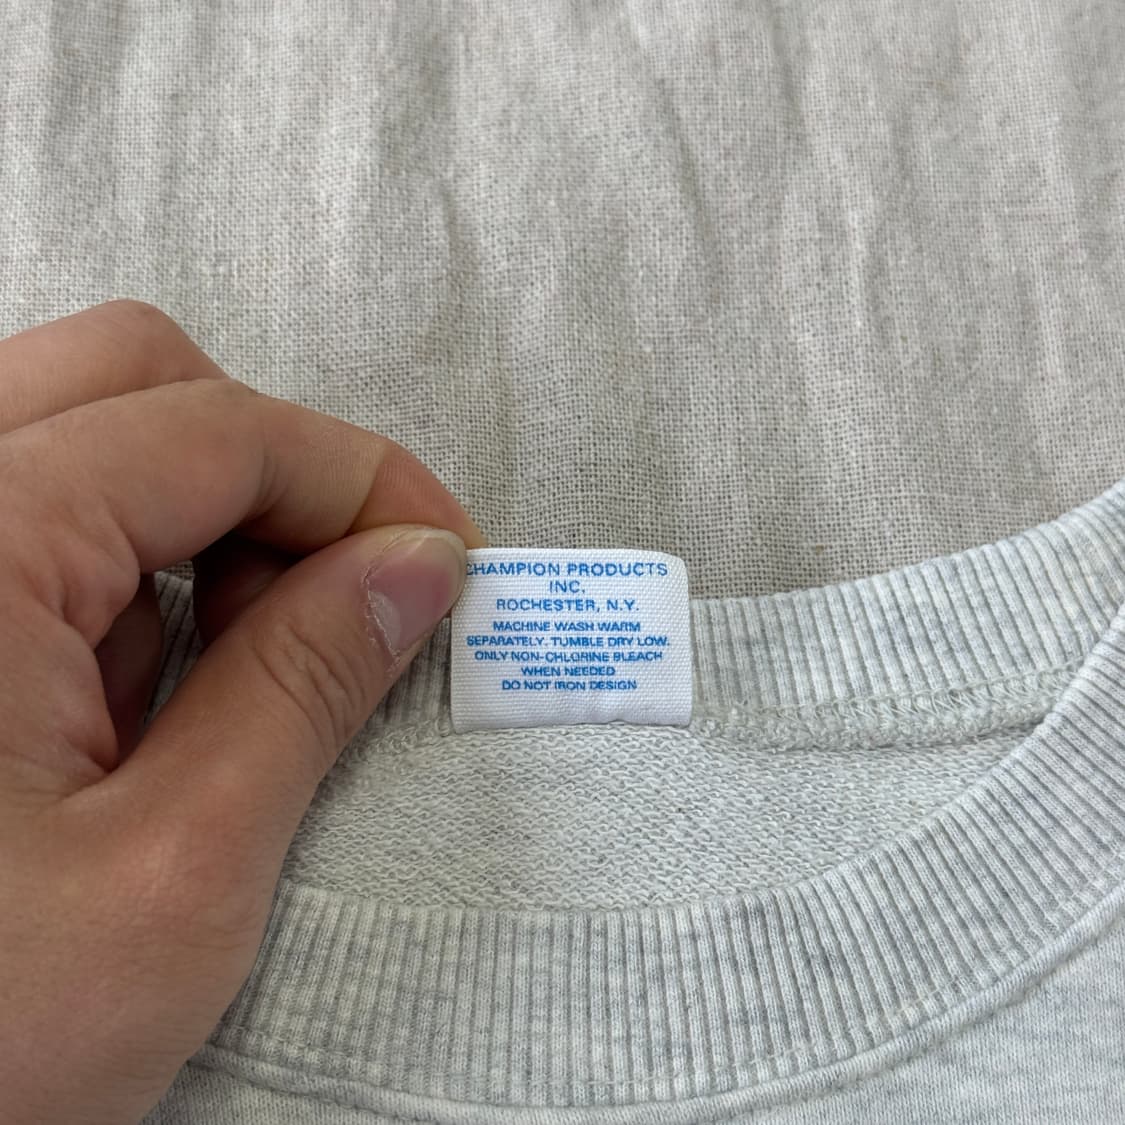 CHAMPION PRODUCTS
INC.
ROCHESTER, N.Y.
MACHINE WASH WARM
SEPARATELY. TUMBLE DRY LOW.
ONLY NON-CHLORINE BLEACH
WHEN NEEDED
DO NOT IRON DESIGN